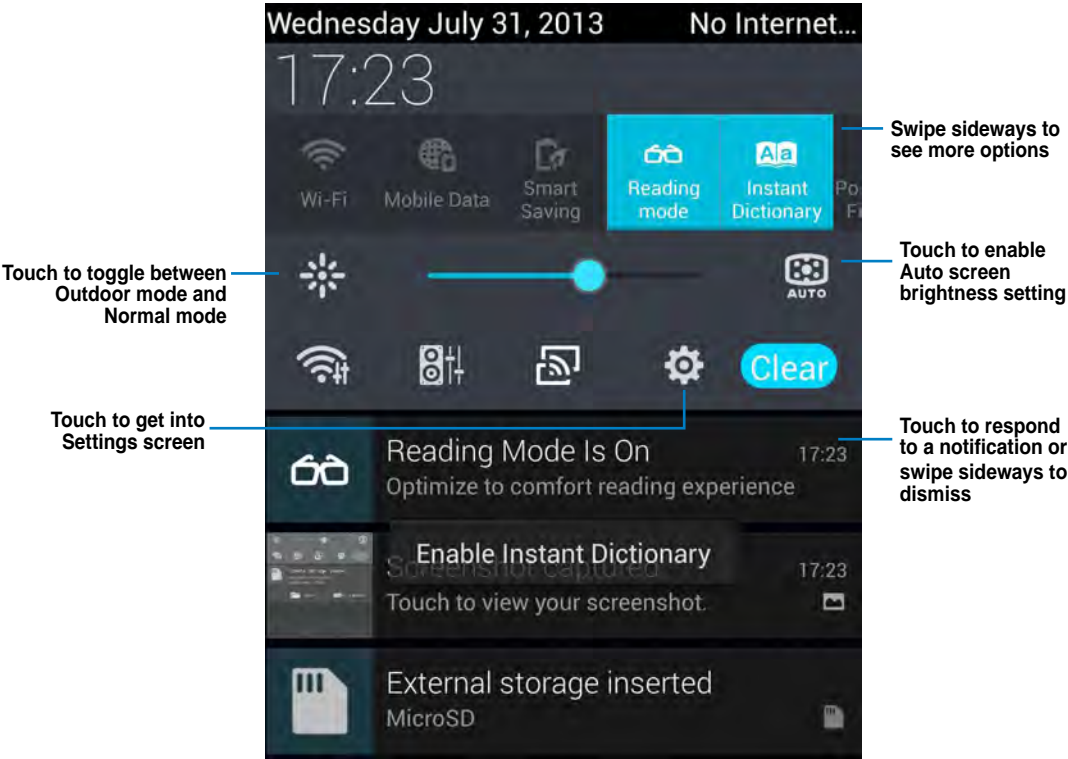 Wednesday July 31, 2013 No Internet...
17:23
Swipe sideways to
see more options
Wi-Fi
Mobile Data
Smart
Saving
Reading
mode
Aa
Instant
Dictionary
Touch to toggle between
Outdoor mode and
Normal mode
AUTO
Touch to enable
Auto screen
brightness setting
Clear
Touch to get into
Settings screen
Reading Mode Is On 17:23
Optimize to comfort reading experience
Touch to respond
to a notification or
swipe sideways to
dismiss
Enable Instant Dictionary
Screenshot captured 17:23
Touch to view your screenshot.
External storage inserted
MicroSD